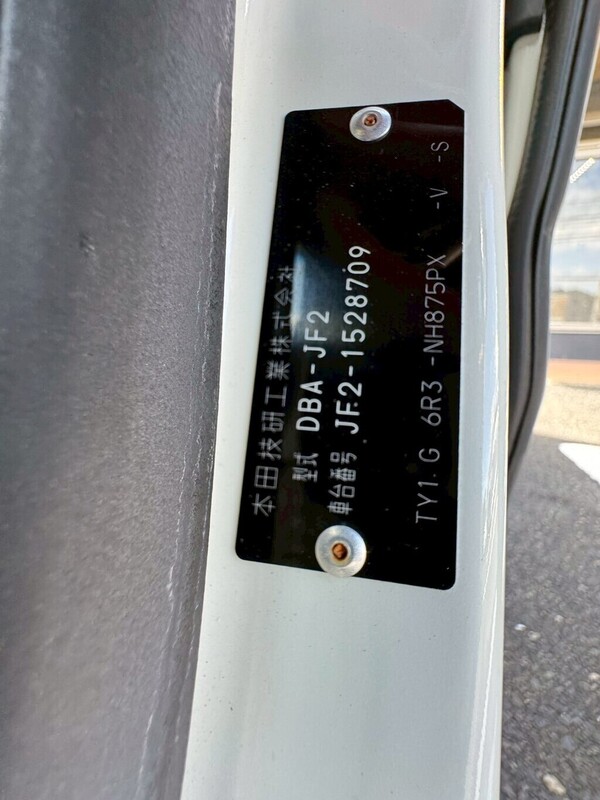 本田技研工業株式会社
型式 DBA-JF2
車台番号 JF2-1528709
TY1 G 6R3 -NH875PX -V -S